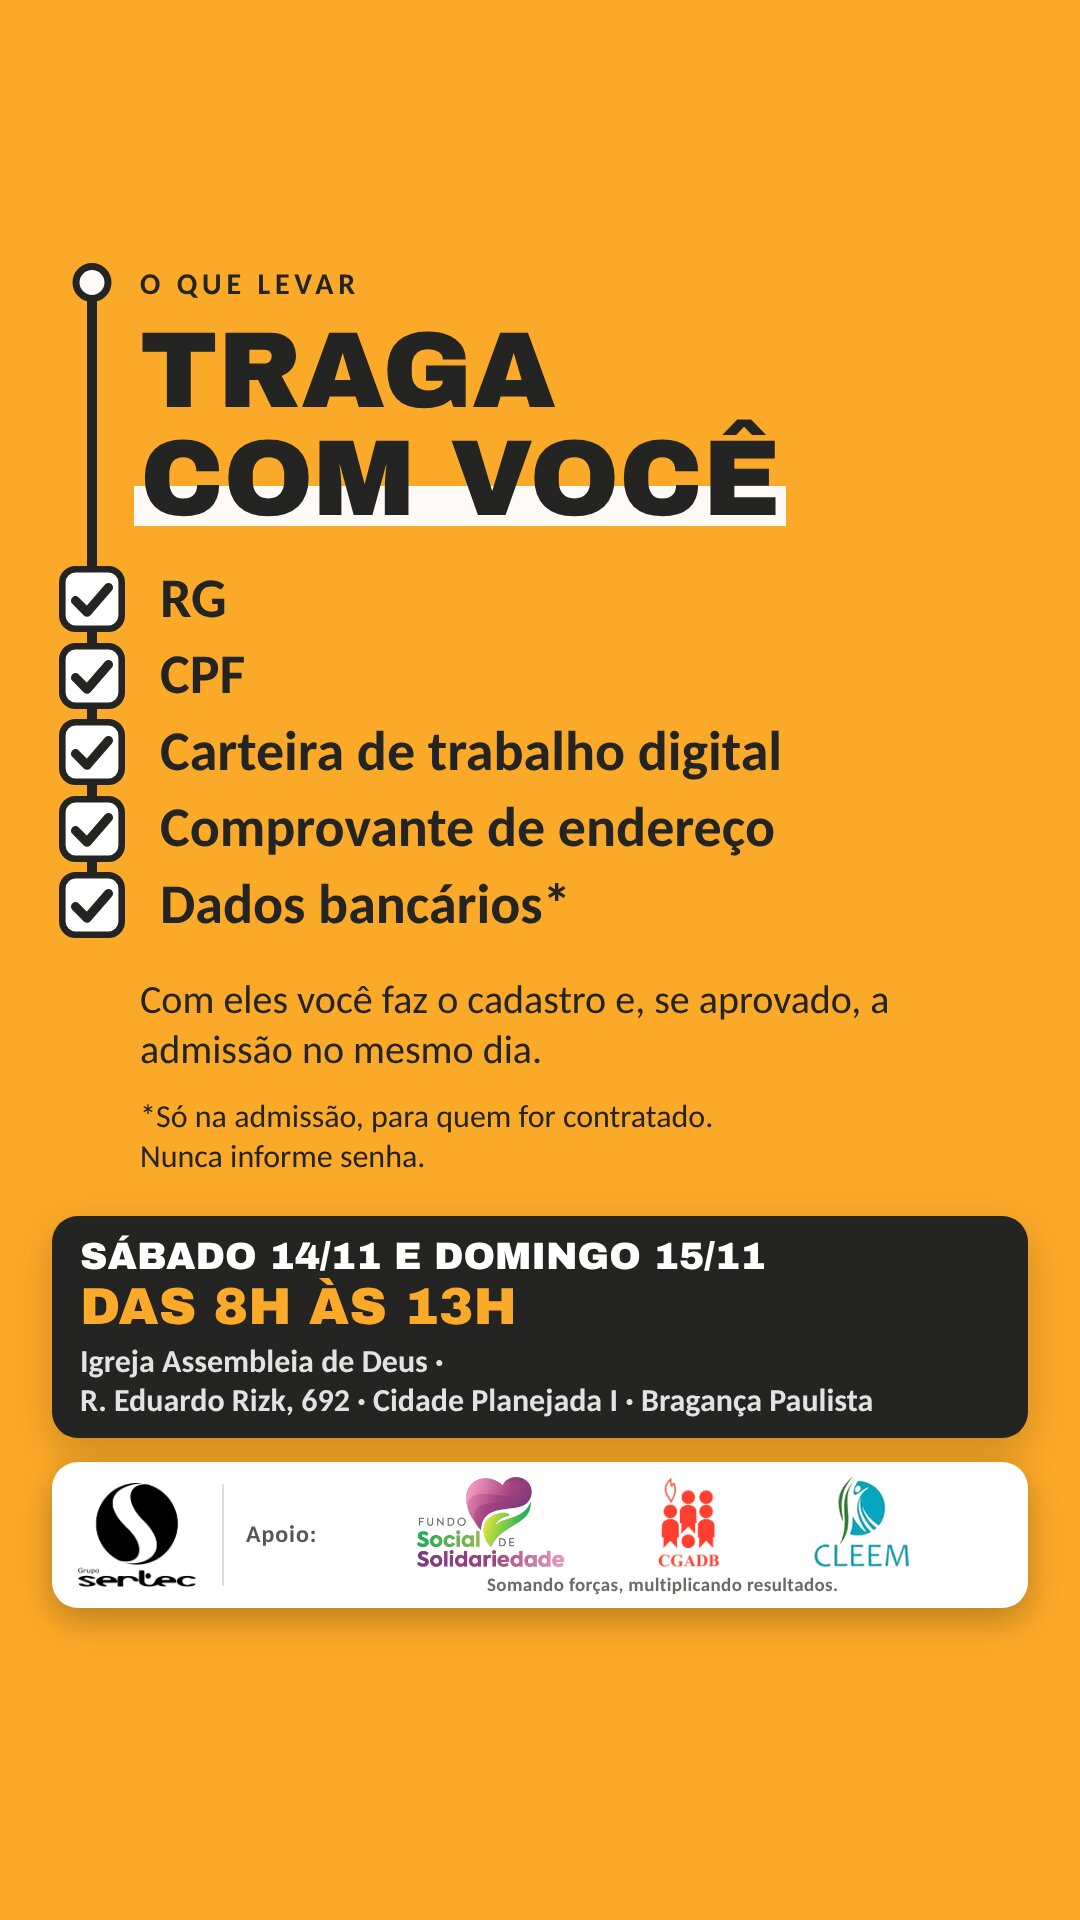 O QUE LEVAR
TRAGA
COM VOCÊ
RG
CPF
Carteira de trabalho digital
Comprovante de endereço
Dados bancários*
Com eles você faz o cadastro e, se aprovado, a
admissão no mesmo dia.
*Só na admissão, para quem for contratado.
Nunca informe senha.
SÁBADO 14/11 E DOMINGO 15/11
DAS 8H ÀS 13H
Igreja Assembleia de Deus ·
R. Eduardo Rizk, 692 · Cidade Planejada I · Bragança Paulista
Grupo
sertec
Apoio:
FUNDO
Social DE
Solidariedade
CGADB
CLEEM
Somando forças, multiplicando resultados.